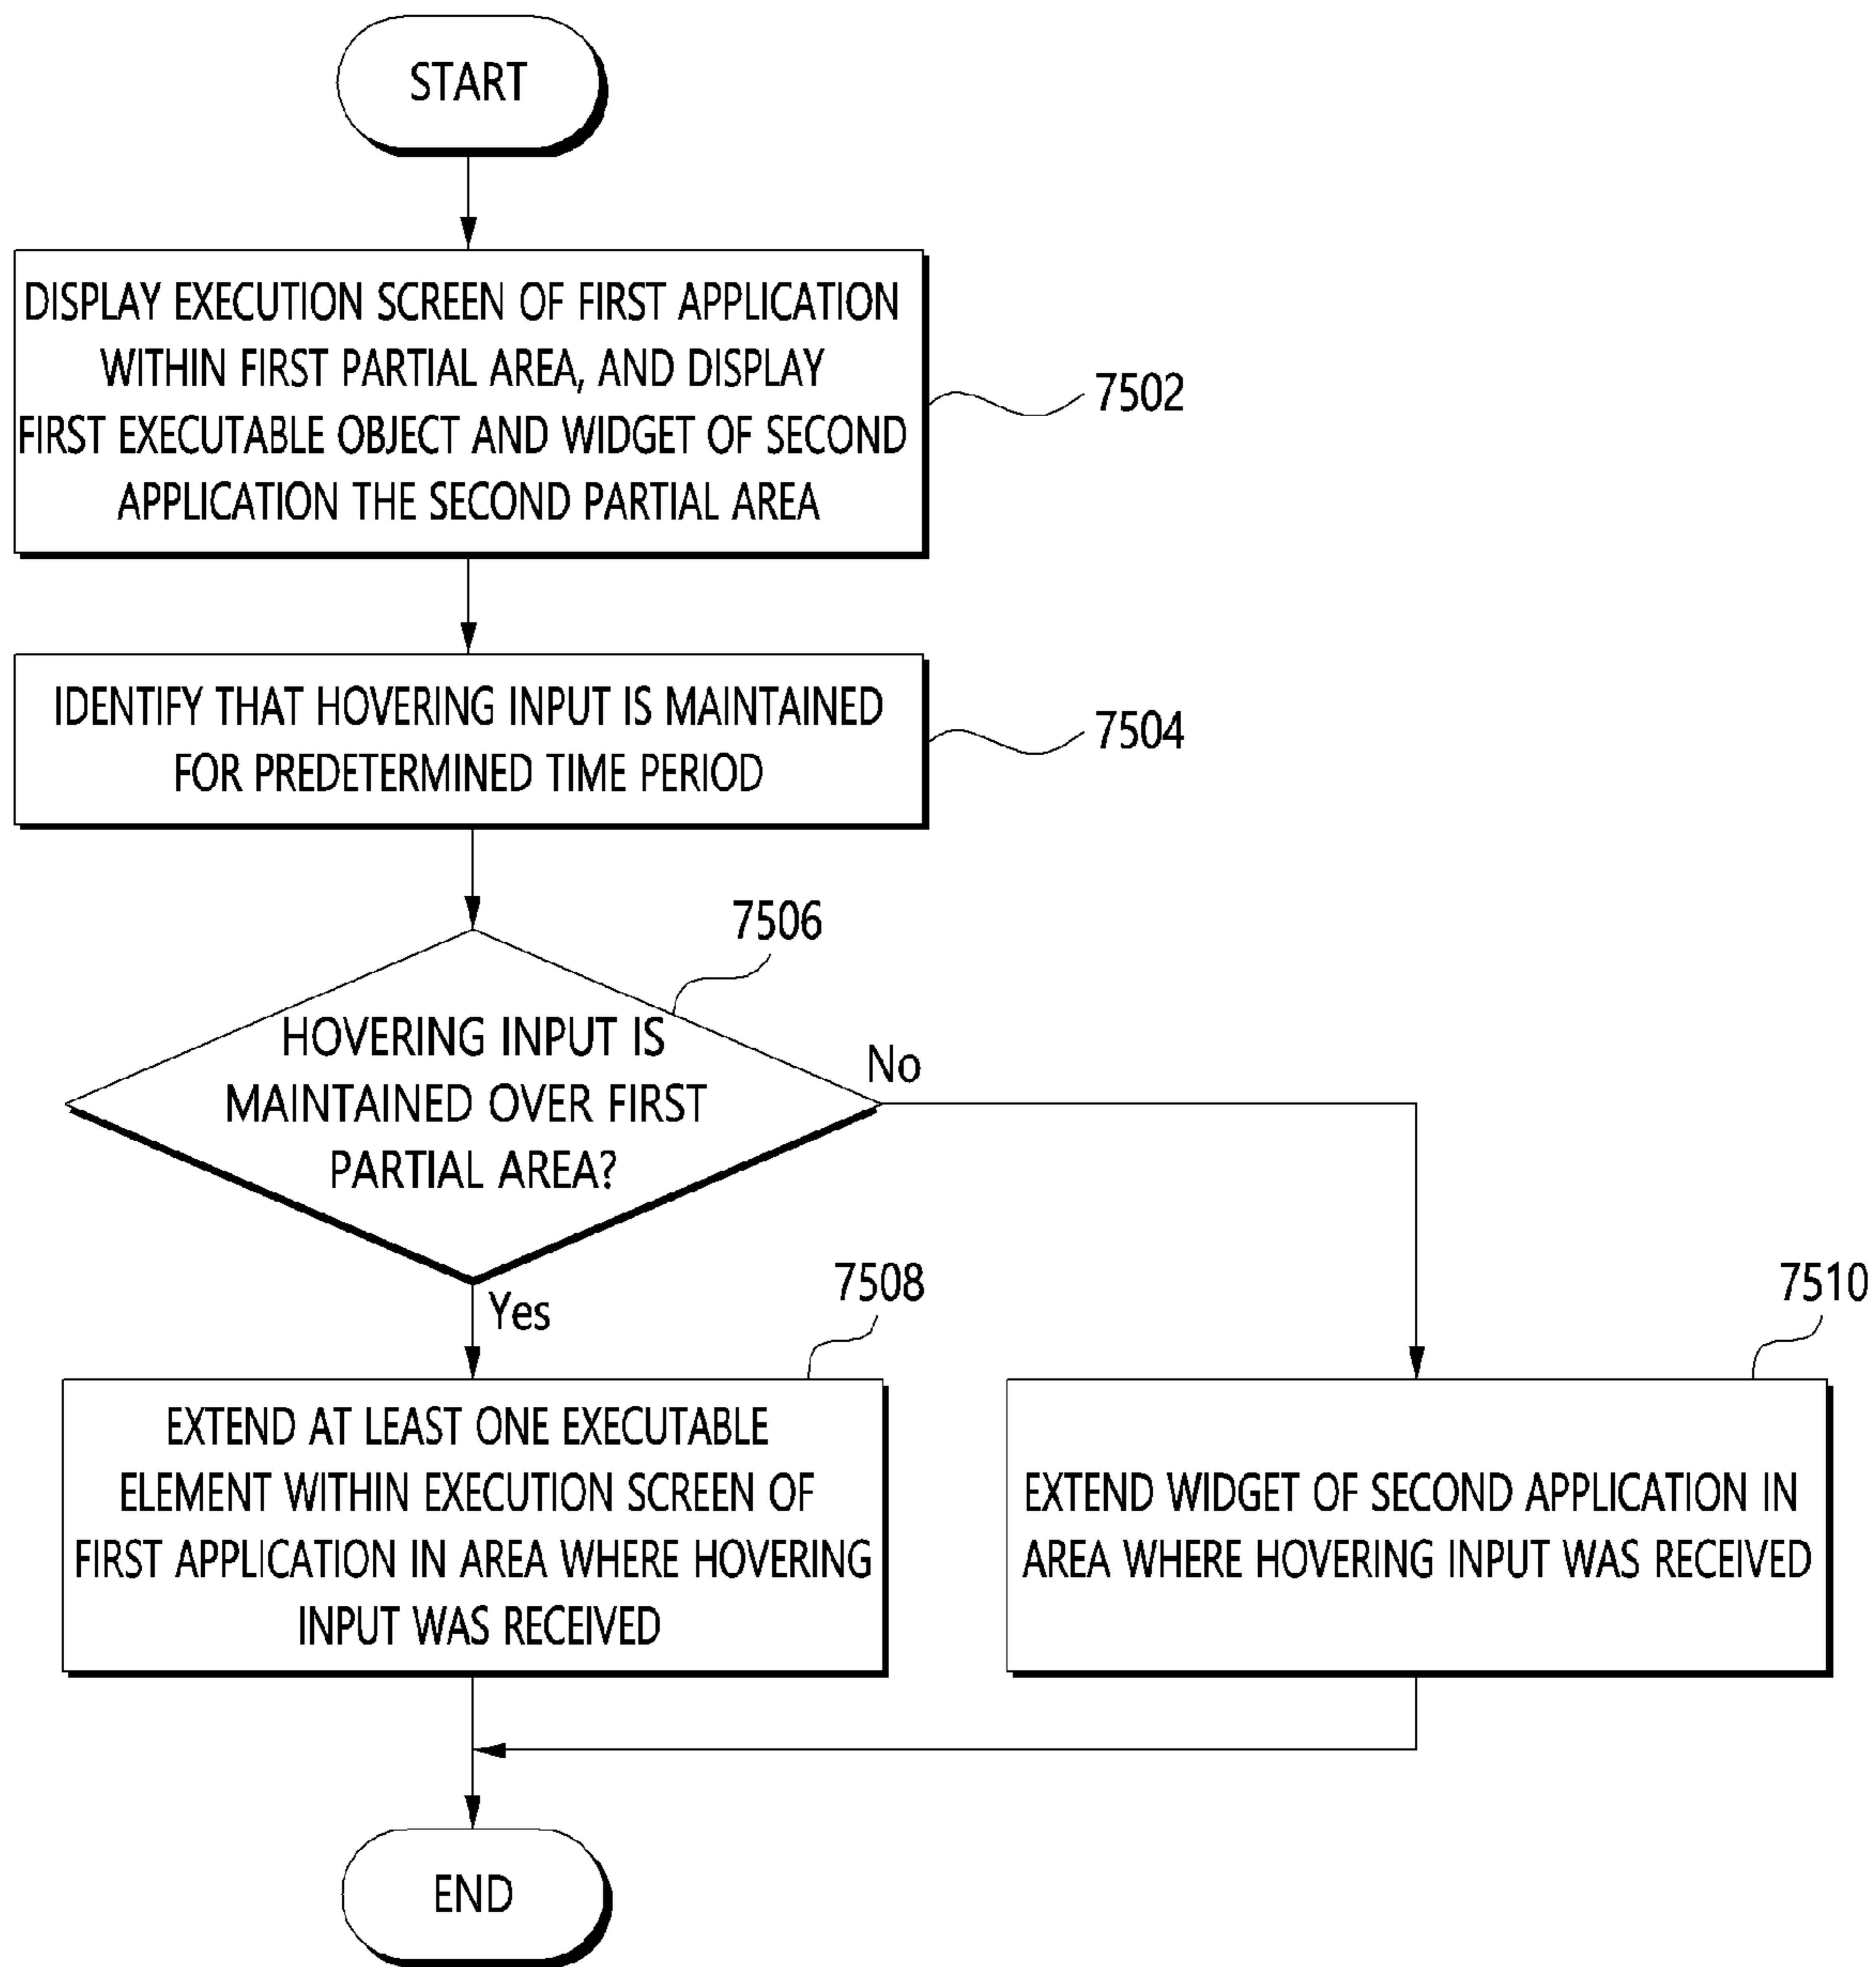 START
DISPLAY EXECUTION SCREEN OF FIRST APPLICATION
WITHIN FIRST PARTIAL AREA, AND DISPLAY
FIRST EXECUTABLE OBJECT AND WIDGET OF SECOND
APPLICATION THE SECOND PARTIAL AREA
7502
IDENTIFY THAT HOVERING INPUT IS MAINTAINED
FOR PREDETERMINED TIME PERIOD
7504
7506
HOVERING INPUT IS
MAINTAINED OVER FIRST
PARTIAL AREA?
No
Yes
7508
EXTEND AT LEAST ONE EXECUTABLE
ELEMENT WITHIN EXECUTION SCREEN OF
FIRST APPLICATION IN AREA WHERE HOVERING
INPUT WAS RECEIVED
7510
EXTEND WIDGET OF SECOND APPLICATION IN
AREA WHERE HOVERING INPUT WAS RECEIVED
END